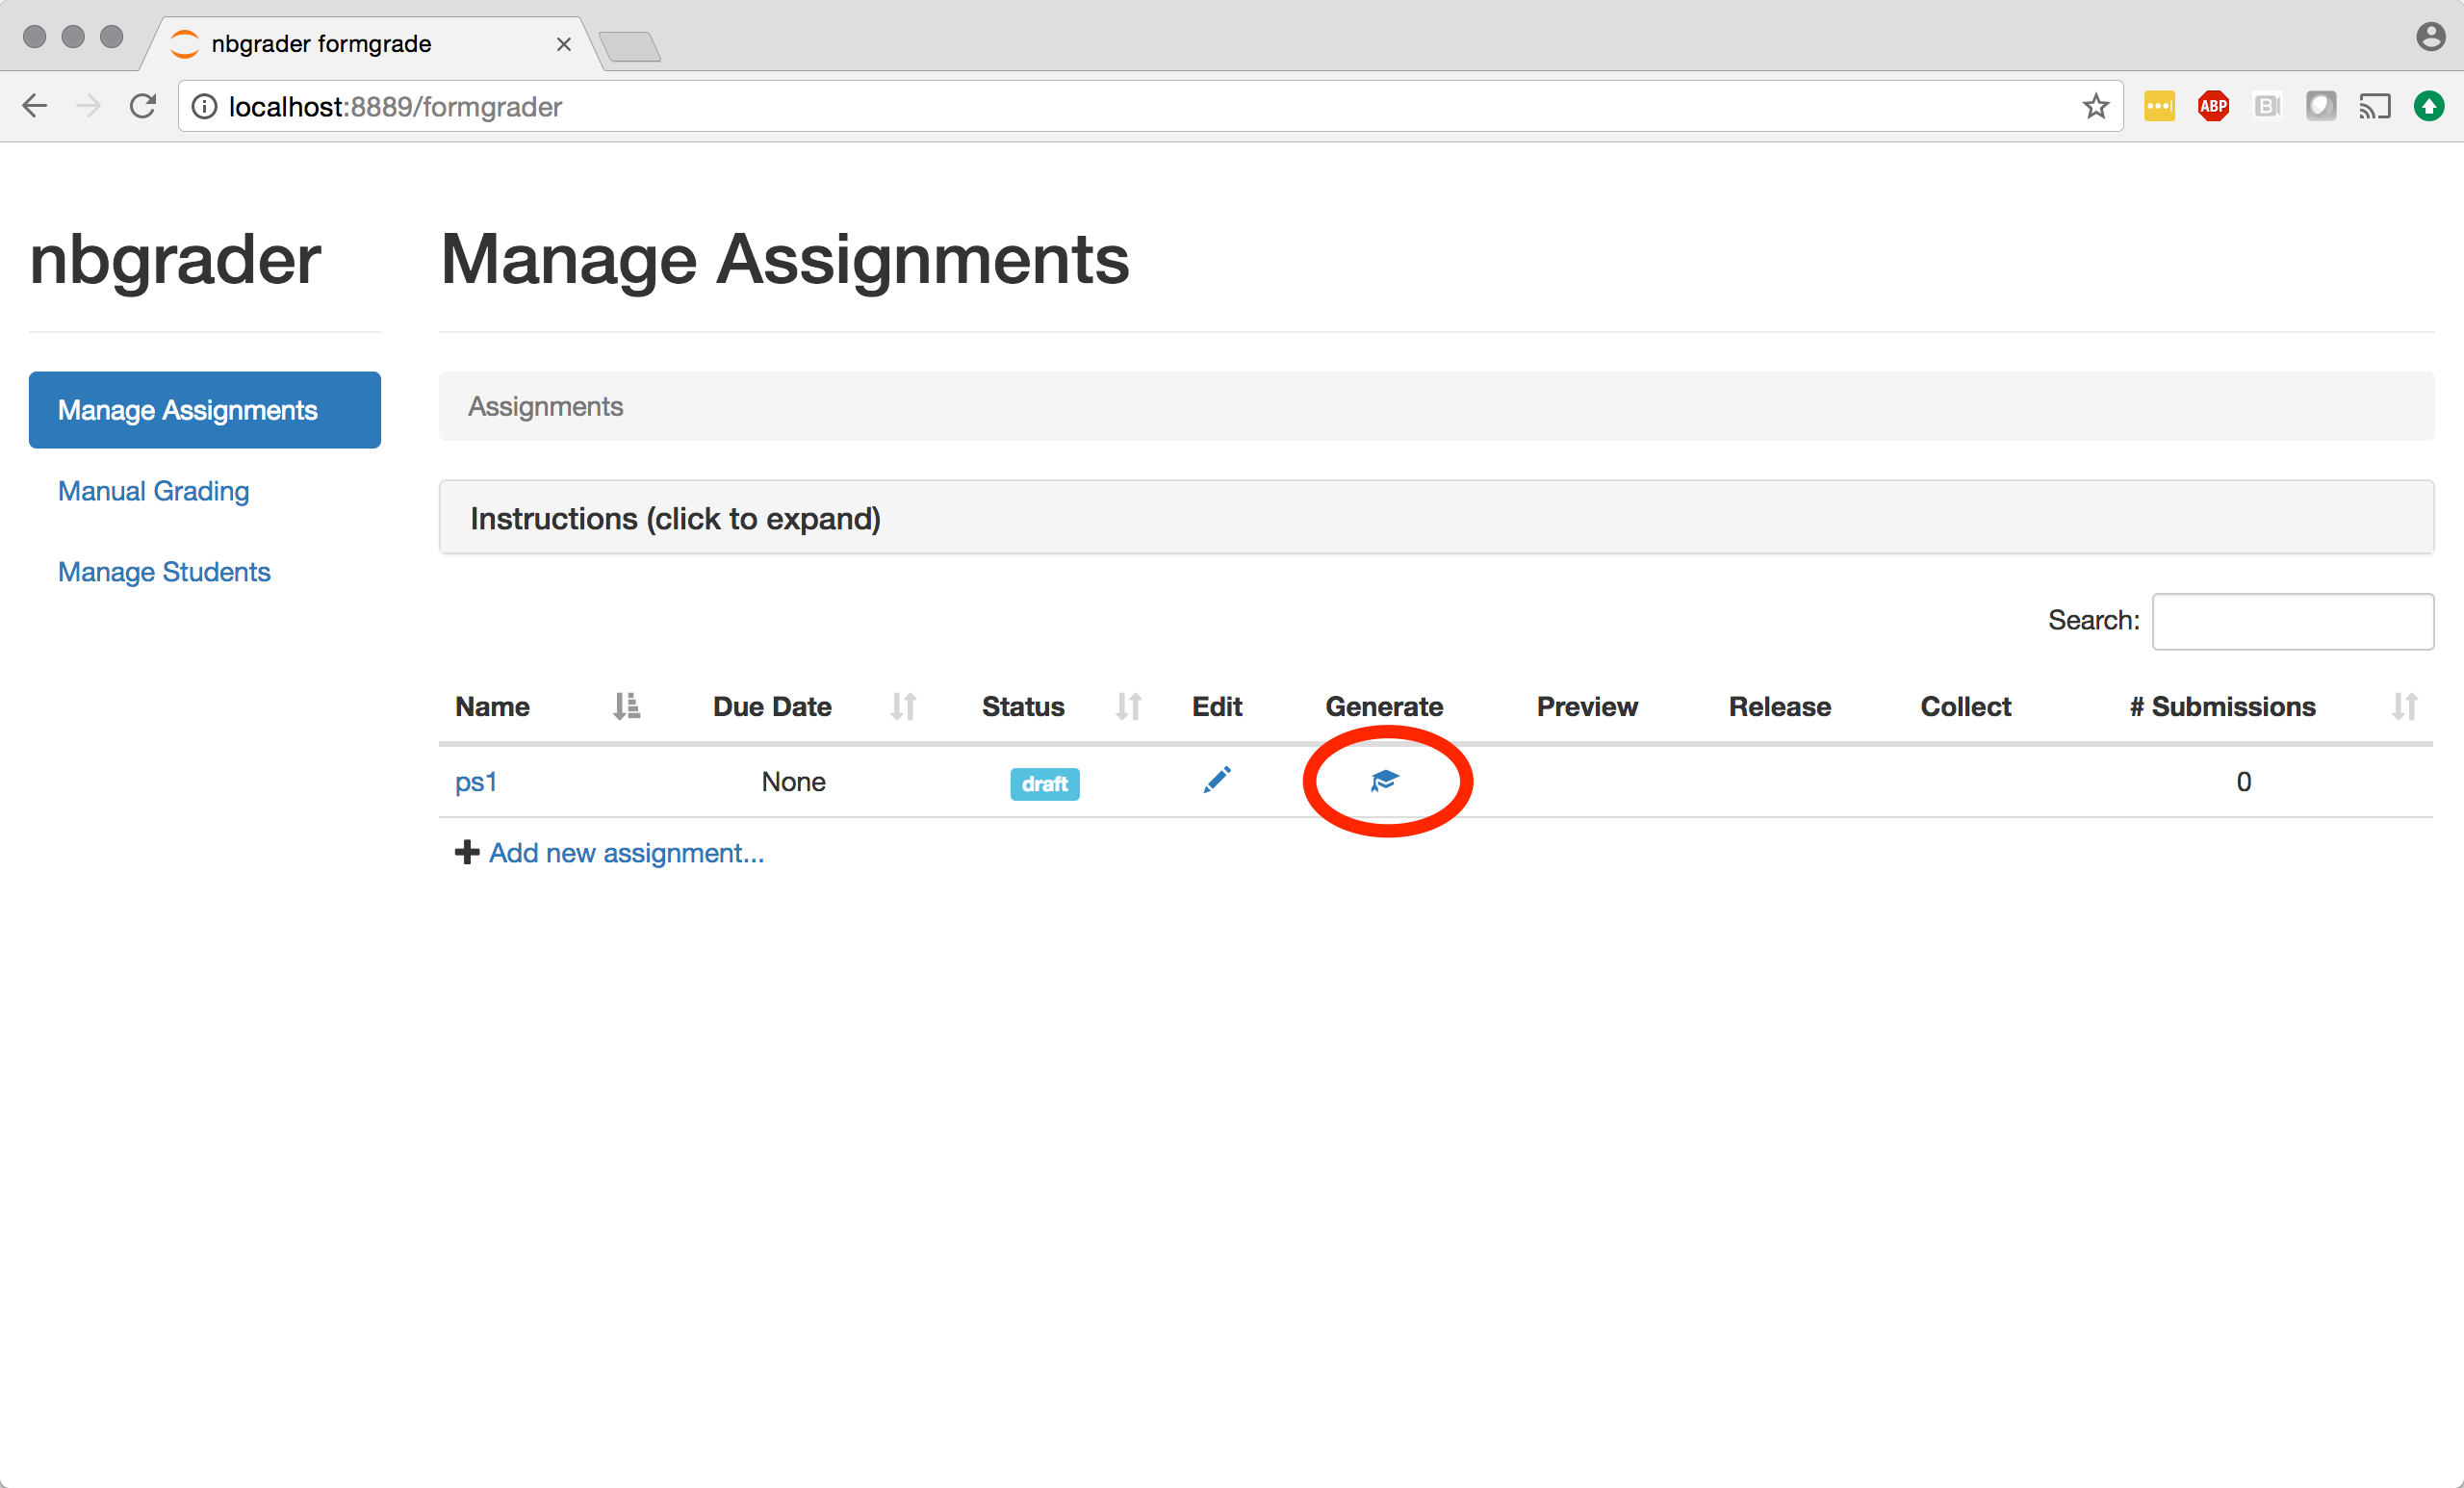 nbgrader formgrade
localhost:8889/formgrader
ABP
B
nbgrader
Manage Assignments
Manage Assignments
Manual Grading
Manage Students
Assignments
Instructions (click to expand)
Search:
Name Due Date Status Edit Generate Preview Release Collect # Submissions
ps1 None draft 0
Add new assignment...